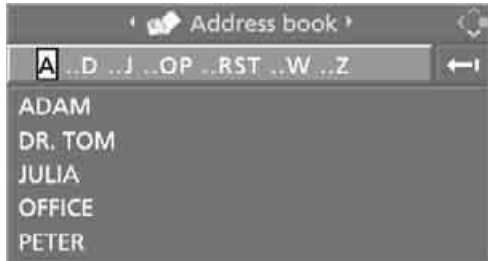 Address book
A ..D ..J ..OP ..RST ..W ..Z
ADAM
DR. TOM
JULIA
OFFICE
PETER